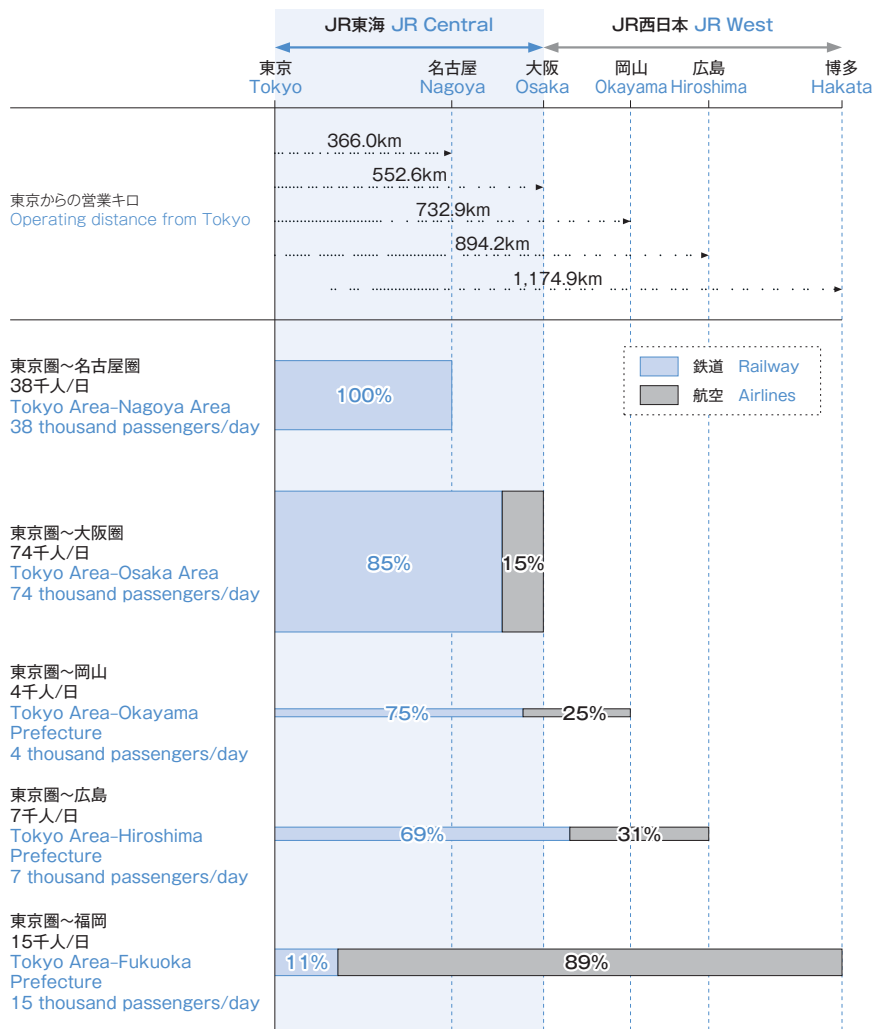 JR東海 JR Central
JR西日本 JR West
東京
Tokyo
名古屋
Nagoya
大阪
Osaka
岡山
Okayama
広島
Hiroshima
博多
Hakata
東京からの営業キロ
Operating distance from Tokyo
366.0km
552.6km
732.9km
894.2km
1,174.9km
鉄道 Railway
航空 Airlines
東京圏~名古屋圏
38千人/日
Tokyo Area–Nagoya Area
38 thousand passengers/day
100%
東京圏~大阪圏
74千人/日
Tokyo Area–Osaka Area
74 thousand passengers/day
85%
15%
東京圏~岡山
4千人/日
Tokyo Area–Okayama
Prefecture
4 thousand passengers/day
75%
25%
東京圏~広島
7千人/日
Tokyo Area–Hiroshima
Prefecture
7 thousand passengers/day
69%
31%
東京圏~福岡
15千人/日
Tokyo Area–Fukuoka
Prefecture
15 thousand passengers/day
11%
89%